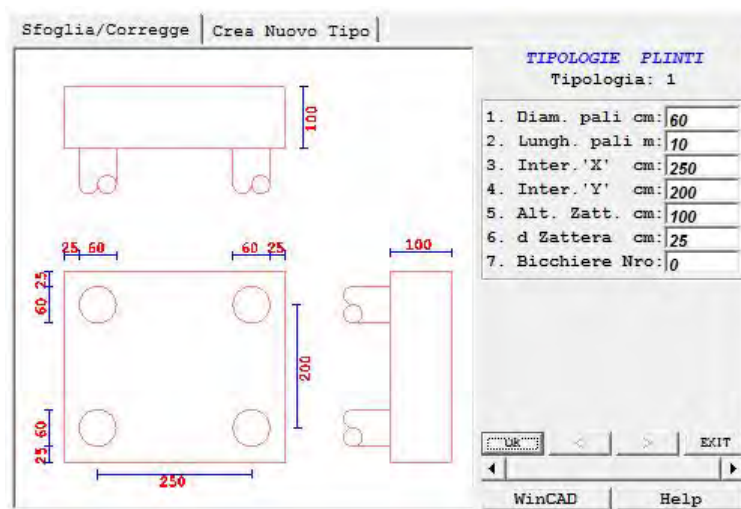 Sfoglia/Corregge Crea Nuovo Tipo
TIPOLOGIE PLINTI
Tipologia: 1
1. Diam. pali cm: 60
2. Lungh. pali m: 10
3. Inter.'X' cm: 250
4. Inter.'Y' cm: 200
5. Alt. Zatt. cm: 100
6. d Zattera cm: 25
7. Bicchiere Nro: 0
100
25 60 60 25
100
25
60
200
60
25
250
Ok < > EXIT
WinCAD Help